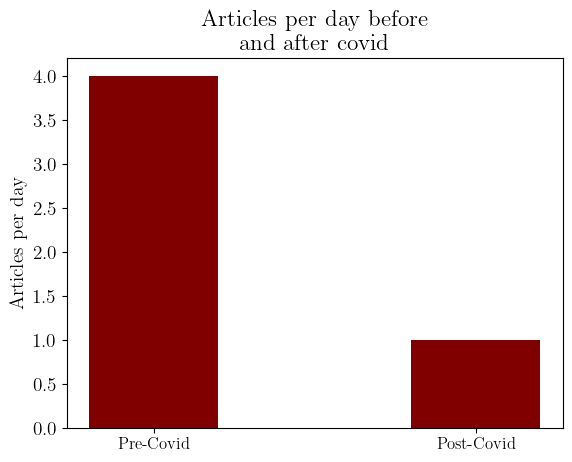 Articles per day before
and after covid
Articles per day
4.0
3.5
3.0
2.5
2.0
1.5
1.0
0.5
0.0
Pre-Covid
Post-Covid